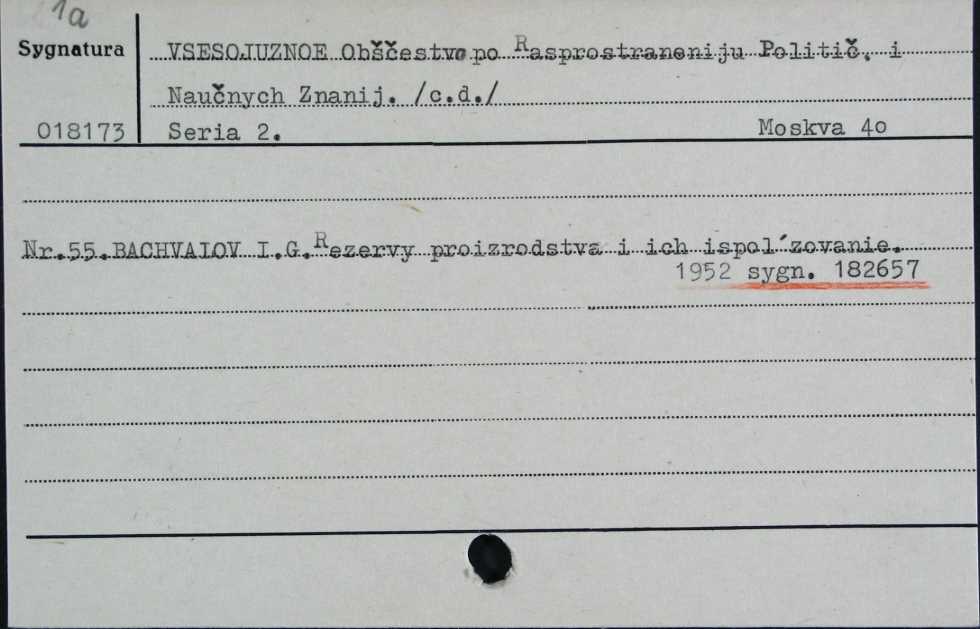 1a
Sygnatura
VSESOJUZNOE Obščestvo po Rasprostraneniju Politič. i
Naučnych Znanij. /c.d./
018173 Seria 2. Moskva 4o
Nr.55. BACHVALOV I.G. Rezervy proizrodstva i ich ispol´zovanie.
1952 sygn. 182657